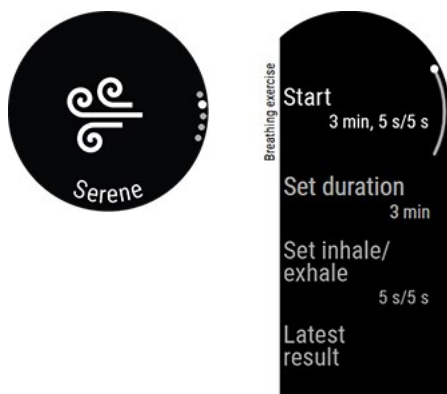 Serene
Breathing exercise
Start
3 min, 5 s/5 s
Set duration
3 min
Set inhale/
exhale
5 s/5 s
Latest
result